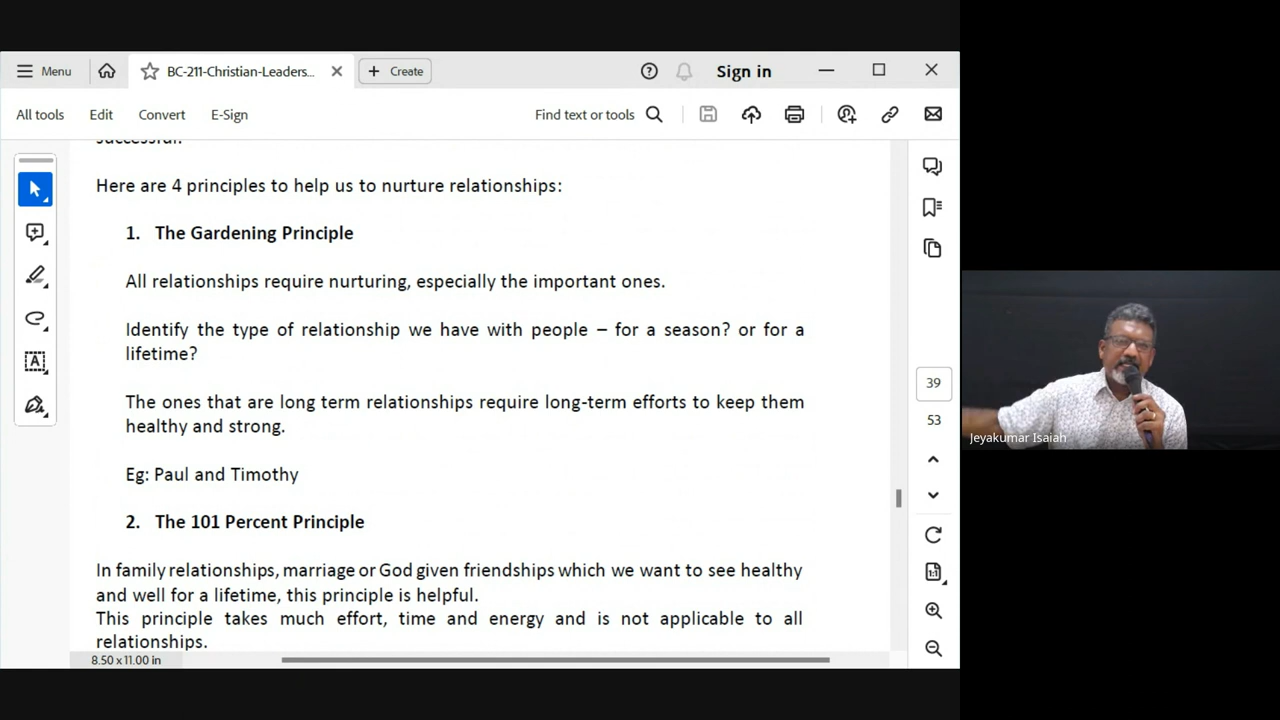 Menu
BC-211-Christian-Leaders...
Create
Sign in
All tools
Edit
Convert
E-Sign
Find text or tools
successful.
Here are 4 principles to help us to nurture relationships:
1. The Gardening Principle
All relationships require nurturing, especially the important ones.
Identify the type of relationship we have with people – for a season? or for a
lifetime?
The ones that are long term relationships require long-term efforts to keep them
healthy and strong.
Eg: Paul and Timothy
2. The 101 Percent Principle
In family relationships, marriage or God given friendships which we want to see healthy
and well for a lifetime, this principle is helpful.
This principle takes much effort, time and energy and is not applicable to all
relationships.
8.50 x 11.00 in
39
53
1:1
Jeyakumar Isaiah